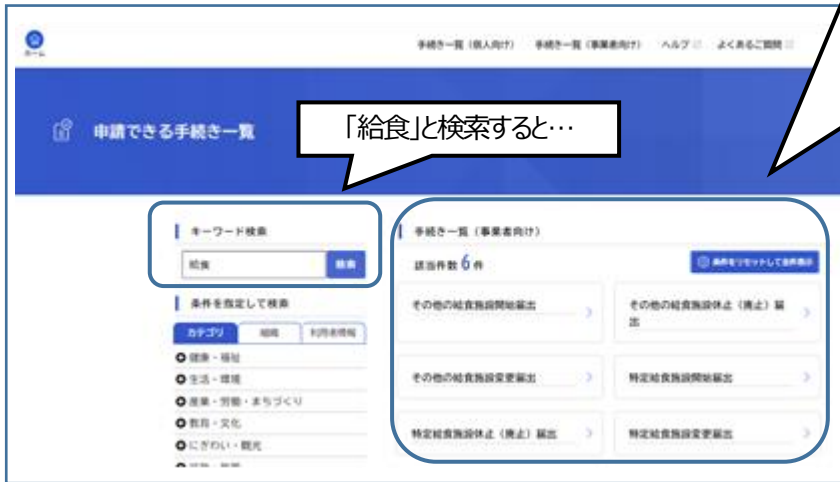 ホーム
手続き一覧（個人向け） 手続き一覧（事業者向け） ヘルプ よくあるご質問
申請できる手続き一覧
「給食」と検索すると…
キーワード検索
給食 検索
条件を指定して検索
カテゴリ 組織 利用者情報
健康・福祉
生活・環境
産業・労働・まちづくり
教育・文化
にぎわい・観光
手続き一覧（事業者向け）
該当件数 6 件
条件をリセットして全件表示
その他の給食施設開始届出
その他の給食施設休止（廃止）届
出
その他の給食施設変更届出
特定給食施設開始届出
特定給食施設休止（廃止）届出
特定給食施設変更届出